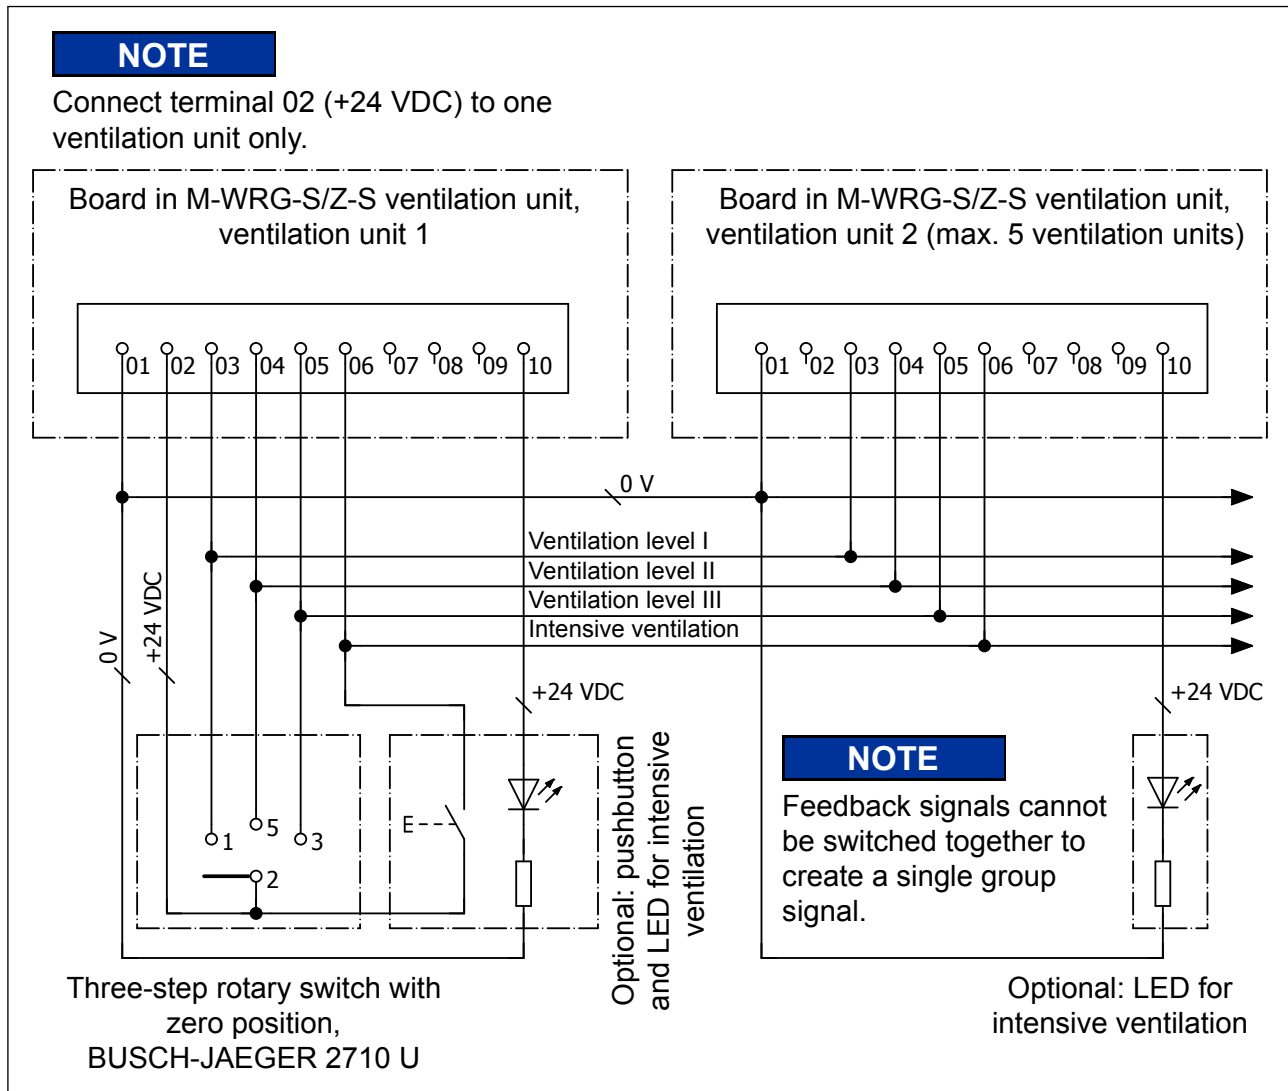 NOTE
Connect terminal 02 (+24 VDC) to one
ventilation unit only.
Board in M-WRG-S/Z-S ventilation unit,
ventilation unit 1
Board in M-WRG-S/Z-S ventilation unit,
ventilation unit 2 (max. 5 ventilation units)
01 02 03 04 05 06 07 08 09 10
01 02 03 04 05 06 07 08 09 10
0 V
Ventilation level I
Ventilation level II
Ventilation level III
Intensive ventilation
0 V
+24 VDC
+24 VDC
+24 VDC
1
5
3
2
E
Optional: pushbutton
and LED for intensive
ventilation
NOTE
Feedback signals cannot
be switched together to
create a single group
signal.
Three-step rotary switch with
zero position,
BUSCH-JAEGER 2710 U
Optional: LED for
intensive ventilation